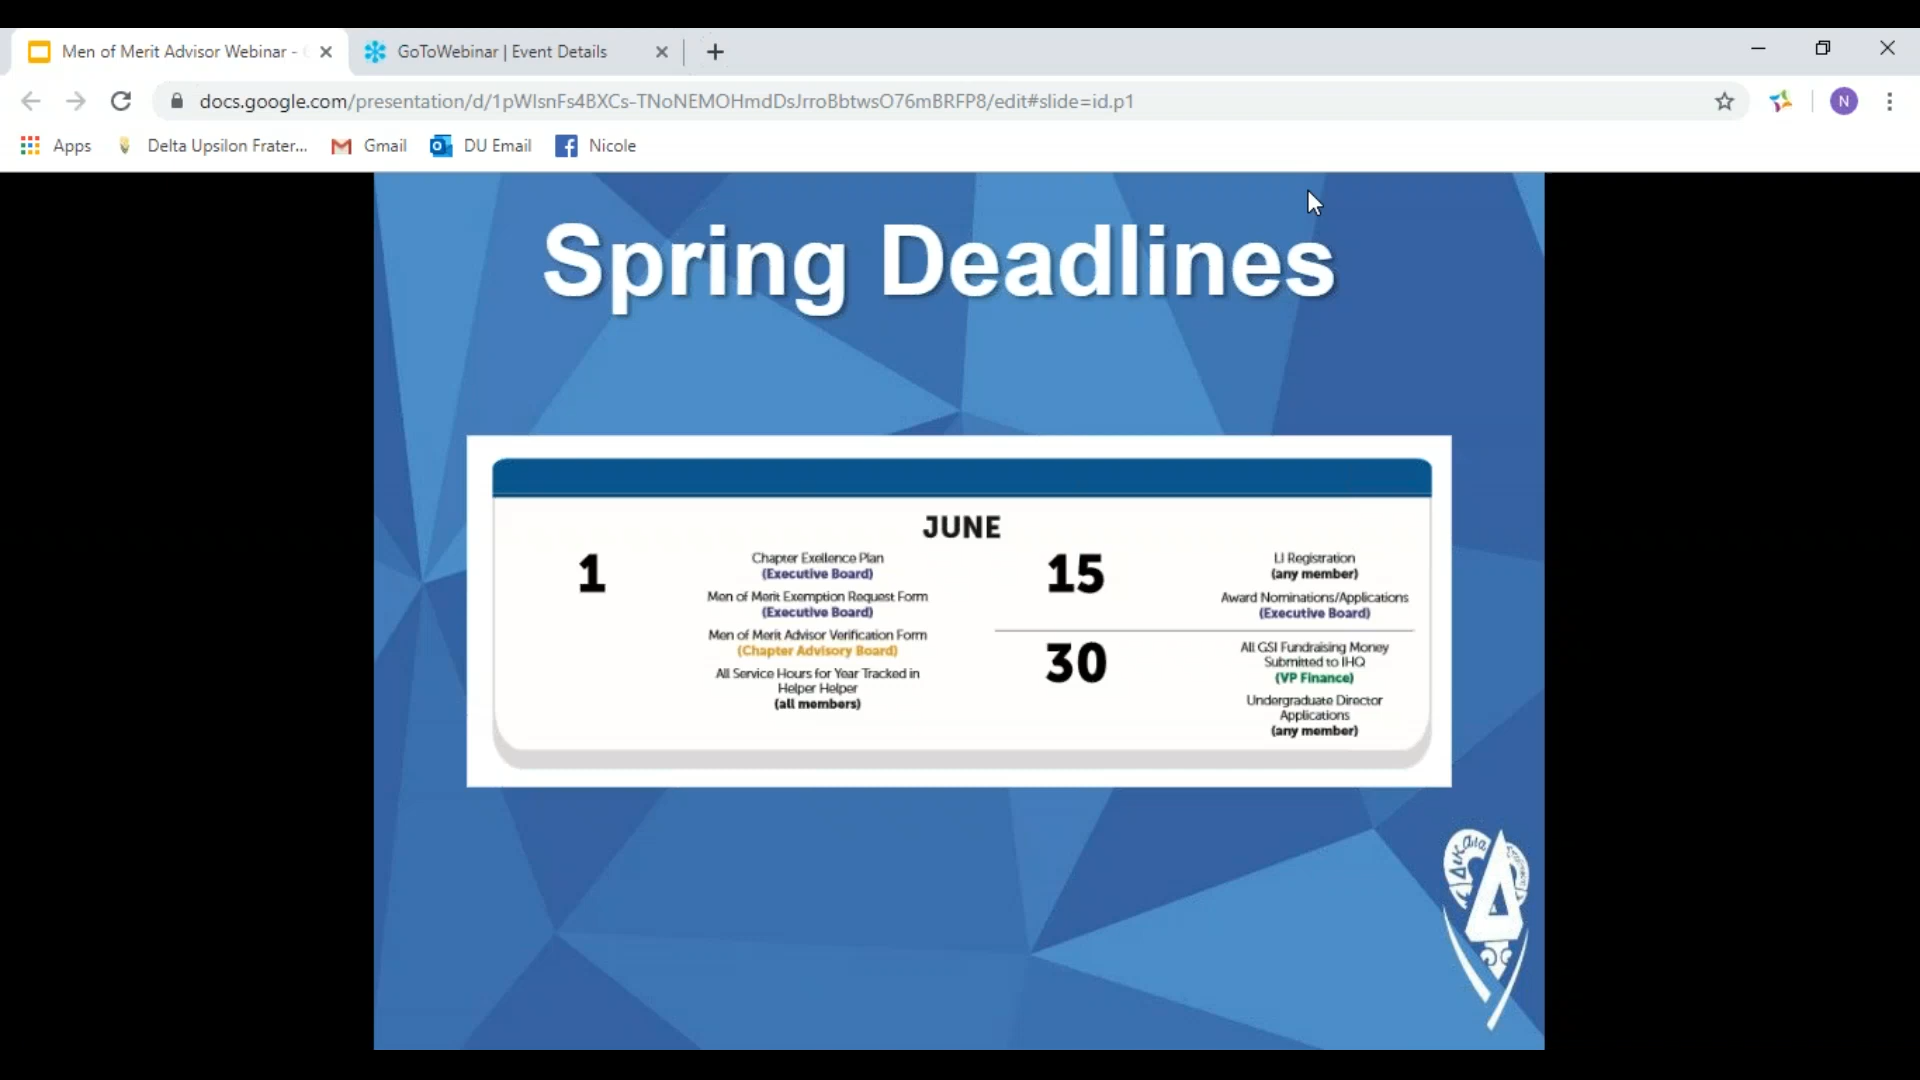 Men of Merit Advisor Webinar -
GoToWebinar | Event Details
docs.google.com/presentation/d/1pWlsnFs4BXCs-TNoNEMOHmdDsJrroBbtwsO76mBRFP8/edit#slide=id.p1
N
Apps
Delta Upsilon Frater...
Gmail
DU Email
Nicole
Spring Deadlines
JUNE
1
Chapter Exellence Plan
(Executive Board)
Men of Merit Exemption Request Form
(Executive Board)
Men of Merit Advisor Verification Form
(Chapter Advisory Board)
All Service Hours for Year Tracked in
Helper Helper
(all members)
15
LI Registration
(any member)
Award Nominations/Applications
(Executive Board)
30
All GSI Fundraising Money
Submitted to IHQ
(VP Finance)
Undergraduate Director
Applications
(any member)